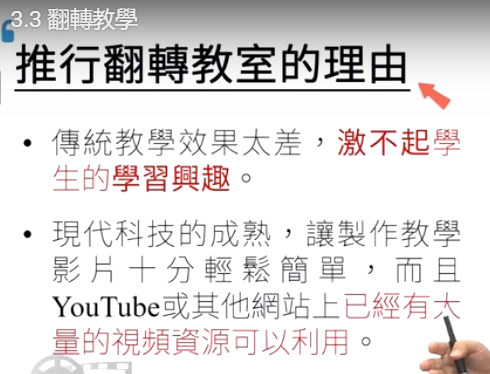 3.3 翻轉教學
推行翻轉教室的理由
• 傳統教學效果太差，激不起學
生的學習興趣。
• 現代科技的成熟，讓製作教學
影片十分輕鬆簡單，而且
YouTube或其他網站上已經有大
量的視頻資源可以利用。